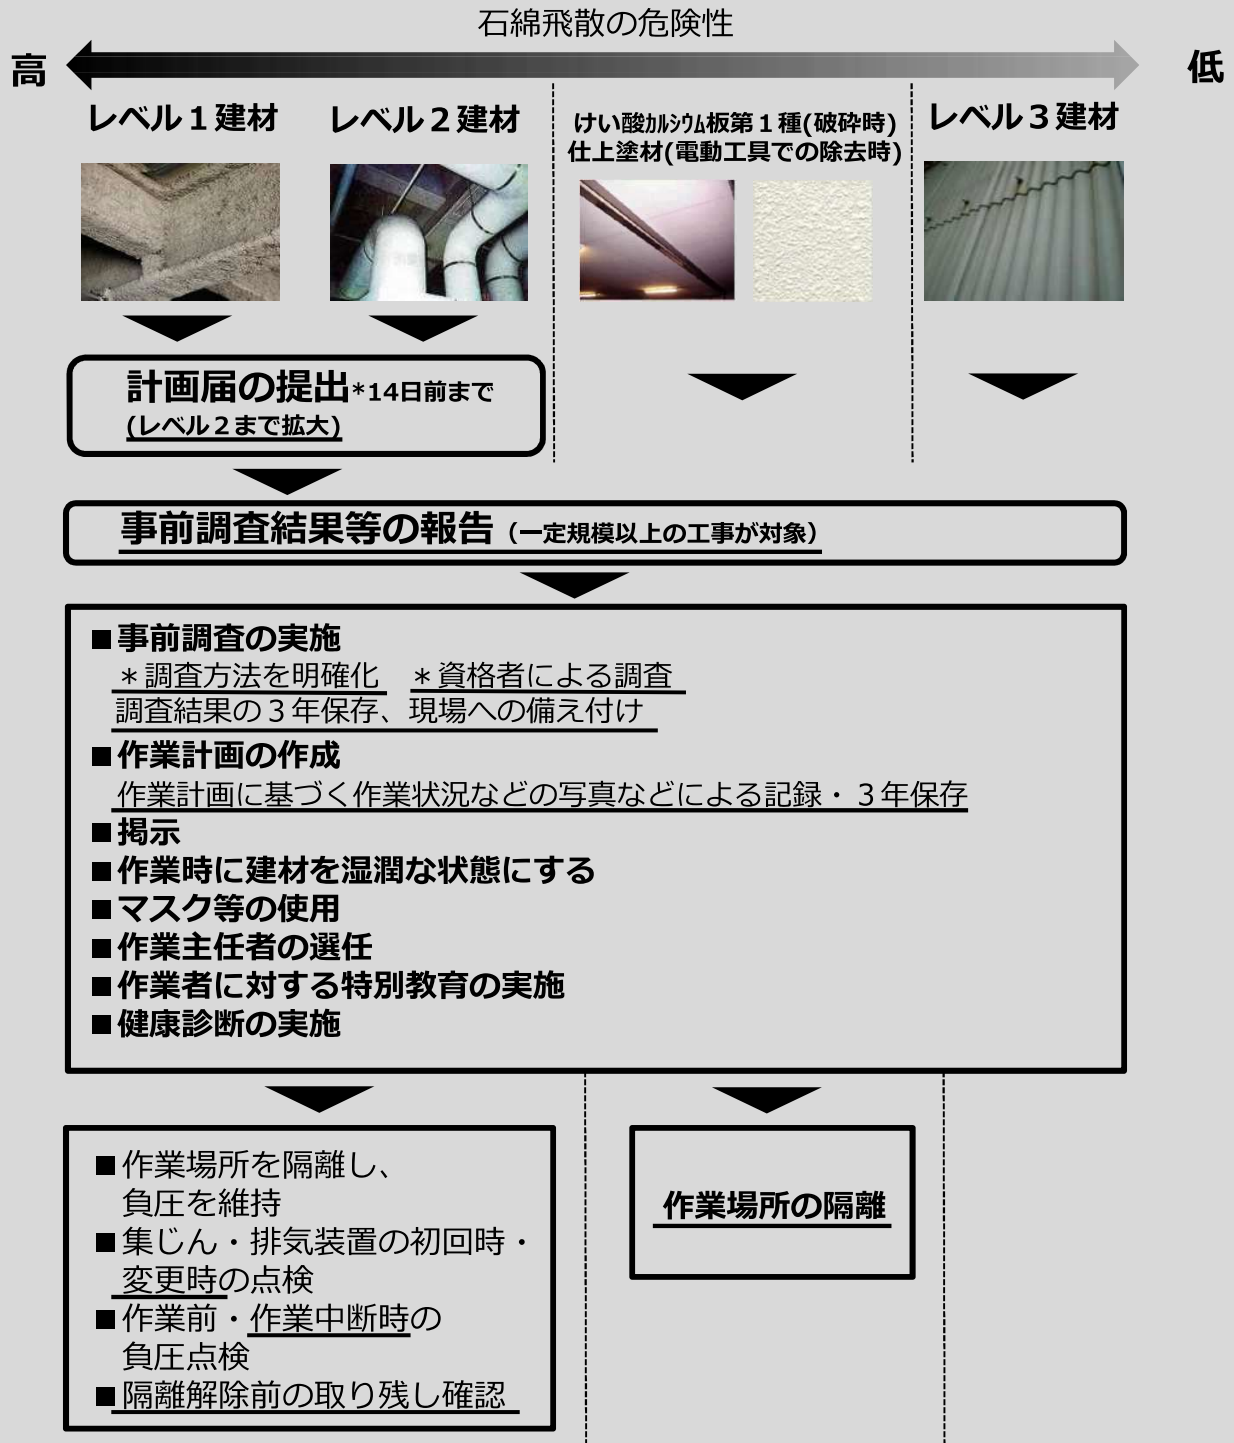 石綿飛散の危険性
高
低
レベル１建材
レベル２建材
けい酸ｶﾙｼｳﾑ板第１種(破砕時)
仕上塗材(電動工具での除去時)
レベル３建材
計画届の提出*14日前まで
(レベル２まで拡大)
事前調査結果等の報告（一定規模以上の工事が対象）
■事前調査の実施
＊調査方法を明確化　＊資格者による調査
調査結果の３年保存、現場への備え付け
■作業計画の作成
作業計画に基づく作業状況などの写真などによる記録・３年保存
■掲示
■作業時に建材を湿潤な状態にする
■マスク等の使用
■作業主任者の選任
■作業者に対する特別教育の実施
■健康診断の実施
■作業場所を隔離し、
負圧を維持
■集じん・排気装置の初回時・
変更時の点検
■作業前・作業中断時の
負圧点検
■隔離解除前の取り残し確認
作業場所の隔離